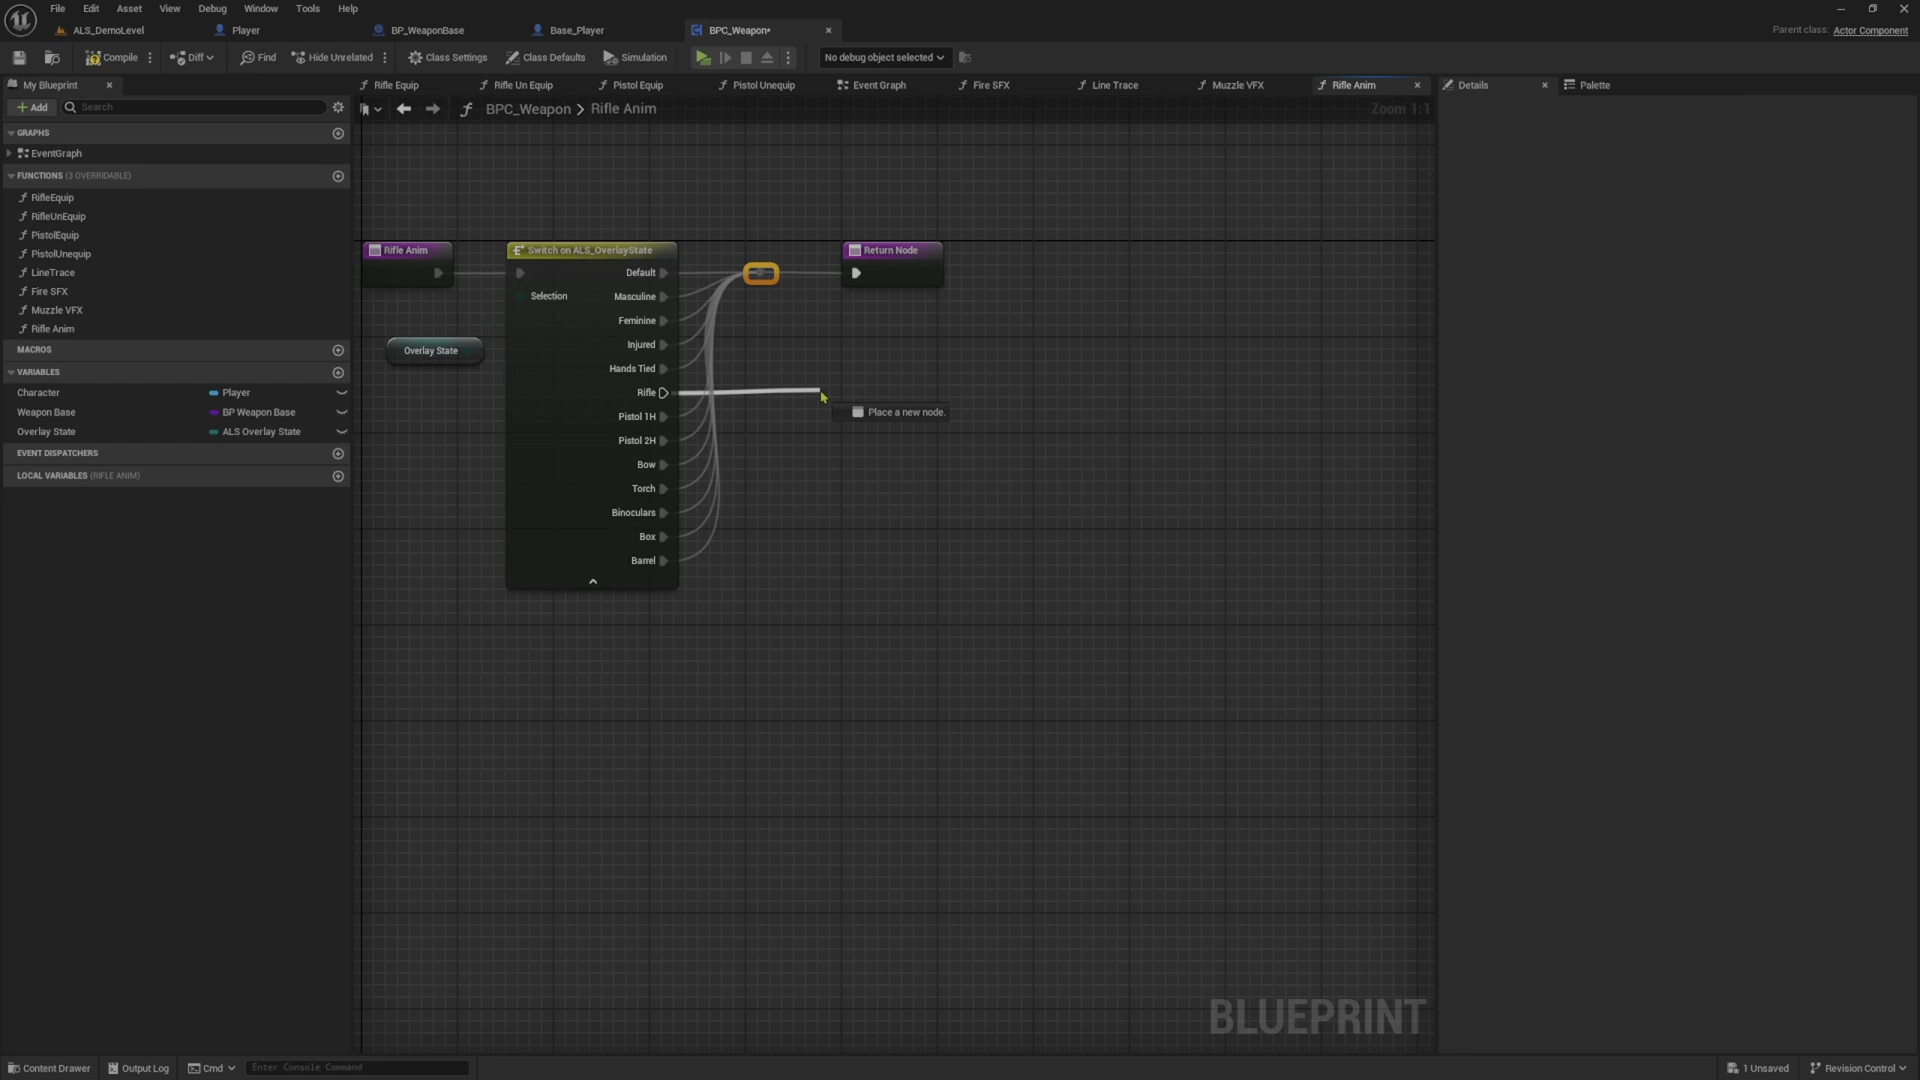 File Edit Asset View Debug Window Tools Help
ALS_DemoLevel Player BP_WeaponBase Base_Player BPC_Weapon*
Parent class: Actor Component
Compile Diff Find Hide Unrelated Class Settings Class Defaults Simulation No debug object selected
My Blueprint
Rifle Equip Rifle Un Equip Pistol Equip Pistol Unequip Event Graph Fire SFX Line Trace Muzzle VFX Rifle Anim
Details Palette
Add Search
BPC_Weapon > Rifle Anim
Zoom 1:1
GRAPHS
EventGraph
FUNCTIONS (3 OVERRIDABLE)
RifleEquip
RifleUnEquip
PistolEquip
PistolUnequip
LineTrace
Fire SFX
Muzzle VFX
Rifle Anim
MACROS
VARIABLES
Character Player
Weapon Base BP Weapon Base
Overlay State ALS Overlay State
EVENT DISPATCHERS
LOCAL VARIABLES (RIFLE ANIM)
Rifle Anim
Switch on ALS_OverlayState
Return Node
Default
Selection Masculine
Feminine
Injured
Overlay State
Hands Tied
Rifle
Place a new node.
Pistol 1H
Pistol 2H
Bow
Torch
Binoculars
Box
Barrel
BLUEPRINT
Content Drawer Output Log Cmd Enter Console Command
1 Unsaved Revision Control